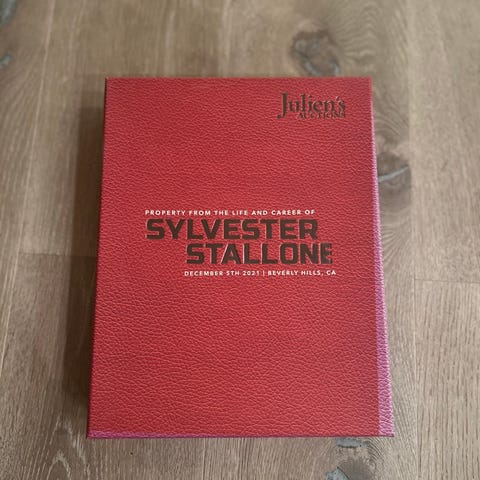 Julien's
AUCTIONS
PROPERTY FROM THE LIFE AND CAREER OF
SYLVESTER
STALLONE
DECEMBER 5TH 2021 | BEVERLY HILLS, CA